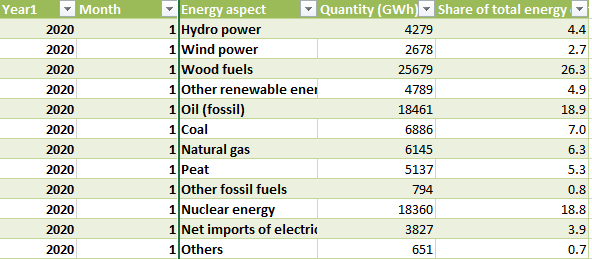 Year1 Month Energy aspect Quantity (GWh) Share of total energy
2020 1 Hydro power 4279 4.4
2020 1 Wind power 2678 2.7
2020 1 Wood fuels 25679 26.3
2020 1 Other renewable ener 4789 4.9
2020 1 Oil (fossil) 18461 18.9
2020 1 Coal 6886 7.0
2020 1 Natural gas 6145 6.3
2020 1 Peat 5137 5.3
2020 1 Other fossil fuels 794 0.8
2020 1 Nuclear energy 18360 18.8
2020 1 Net imports of electric 3827 3.9
2020 1 Others 651 0.7